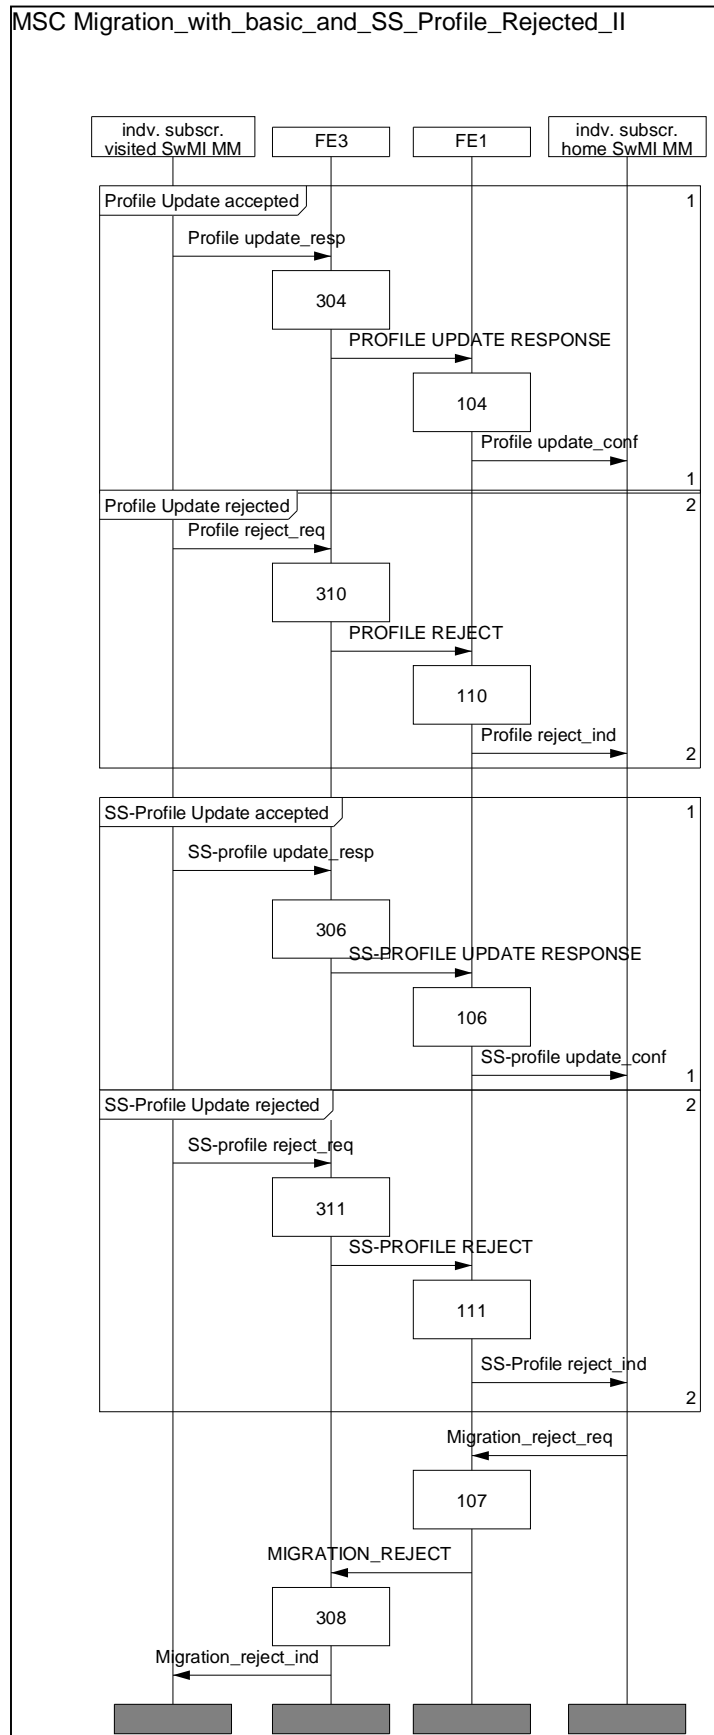 MSC Migration_with_basic_and_SS_Profile_Rejected_II
indv. subscr.
visited SwMI MM
FE3
FE1
indv. subscr.
home SwMI MM
Profile Update accepted
1
Profile update_resp
304
PROFILE UPDATE RESPONSE
104
Profile update_conf
1
Profile Update rejected
2
Profile reject_req
310
PROFILE REJECT
110
Profile reject_ind
2
SS-Profile Update accepted
1
SS-profile update_resp
306
SS-PROFILE UPDATE RESPONSE
106
SS-profile update_conf
1
SS-Profile Update rejected
2
SS-profile reject_req
311
SS-PROFILE REJECT
111
SS-Profile reject_ind
2
Migration_reject_req
107
MIGRATION_REJECT
308
Migration_reject_ind